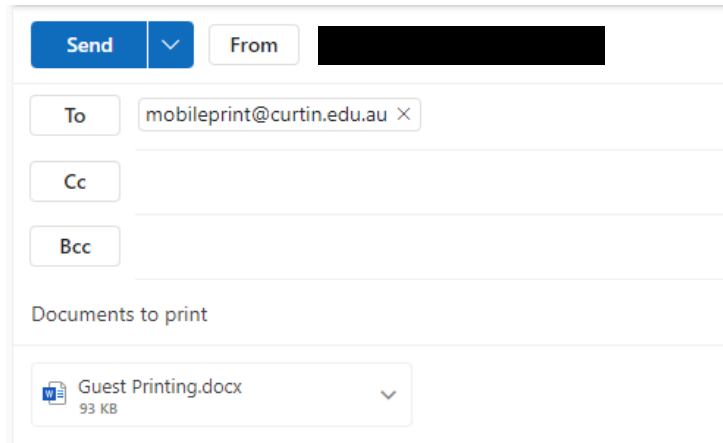 Send From
To mobileprint@curtin.edu.au
Cc
Bcc
Documents to print
Guest Printing.docx
93 KB